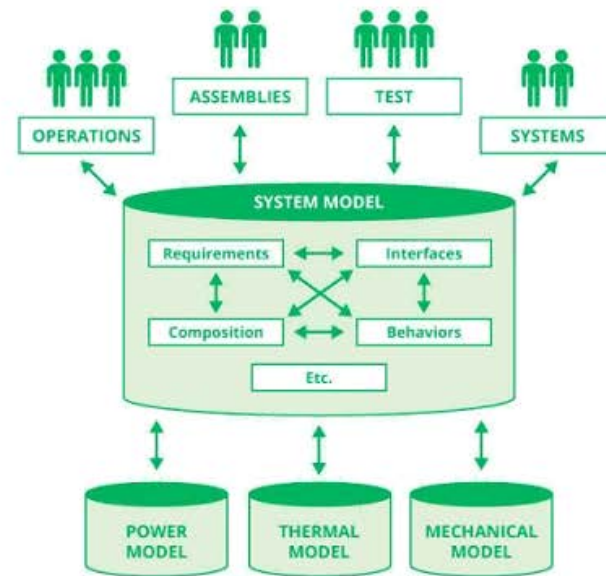 ASSEMBLIES
TEST
OPERATIONS
SYSTEMS
SYSTEM MODEL
Requirements
Interfaces
Composition
Behaviors
Etc.
POWER
MODEL
THERMAL
MODEL
MECHANICAL
MODEL